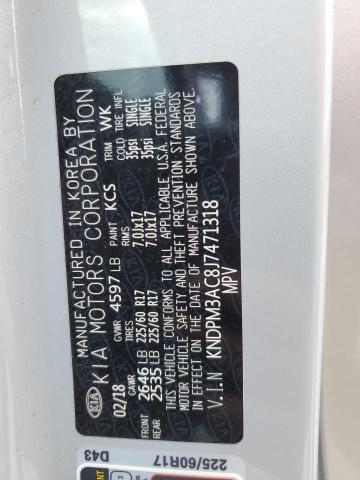 MANUFACTURED IN KOREA BY
KIA KIA MOTORS CORPORATION
02/18 GVWR 4597 LB PAINT KCS TRIM WK
GAWR RIMS COLD TIRE INFL
FRONT 2646 LB 225/60 R17 7.0JX17 35psi SINGLE
REAR 2535 LB 225/60 R17 7.0JX17 35psi SINGLE
THIS VEHICLE CONFORMS TO ALL APPLICABLE U.S.A. FEDERAL
MOTOR VEHICLE SAFETY AND THEFT PREVENTION STANDARDS
IN EFFECT ON THE DATE OF MANUFACTURE SHOWN ABOVE.
V.I.N KNDPM3AC8J7471318
MPV
D43
225/60R17